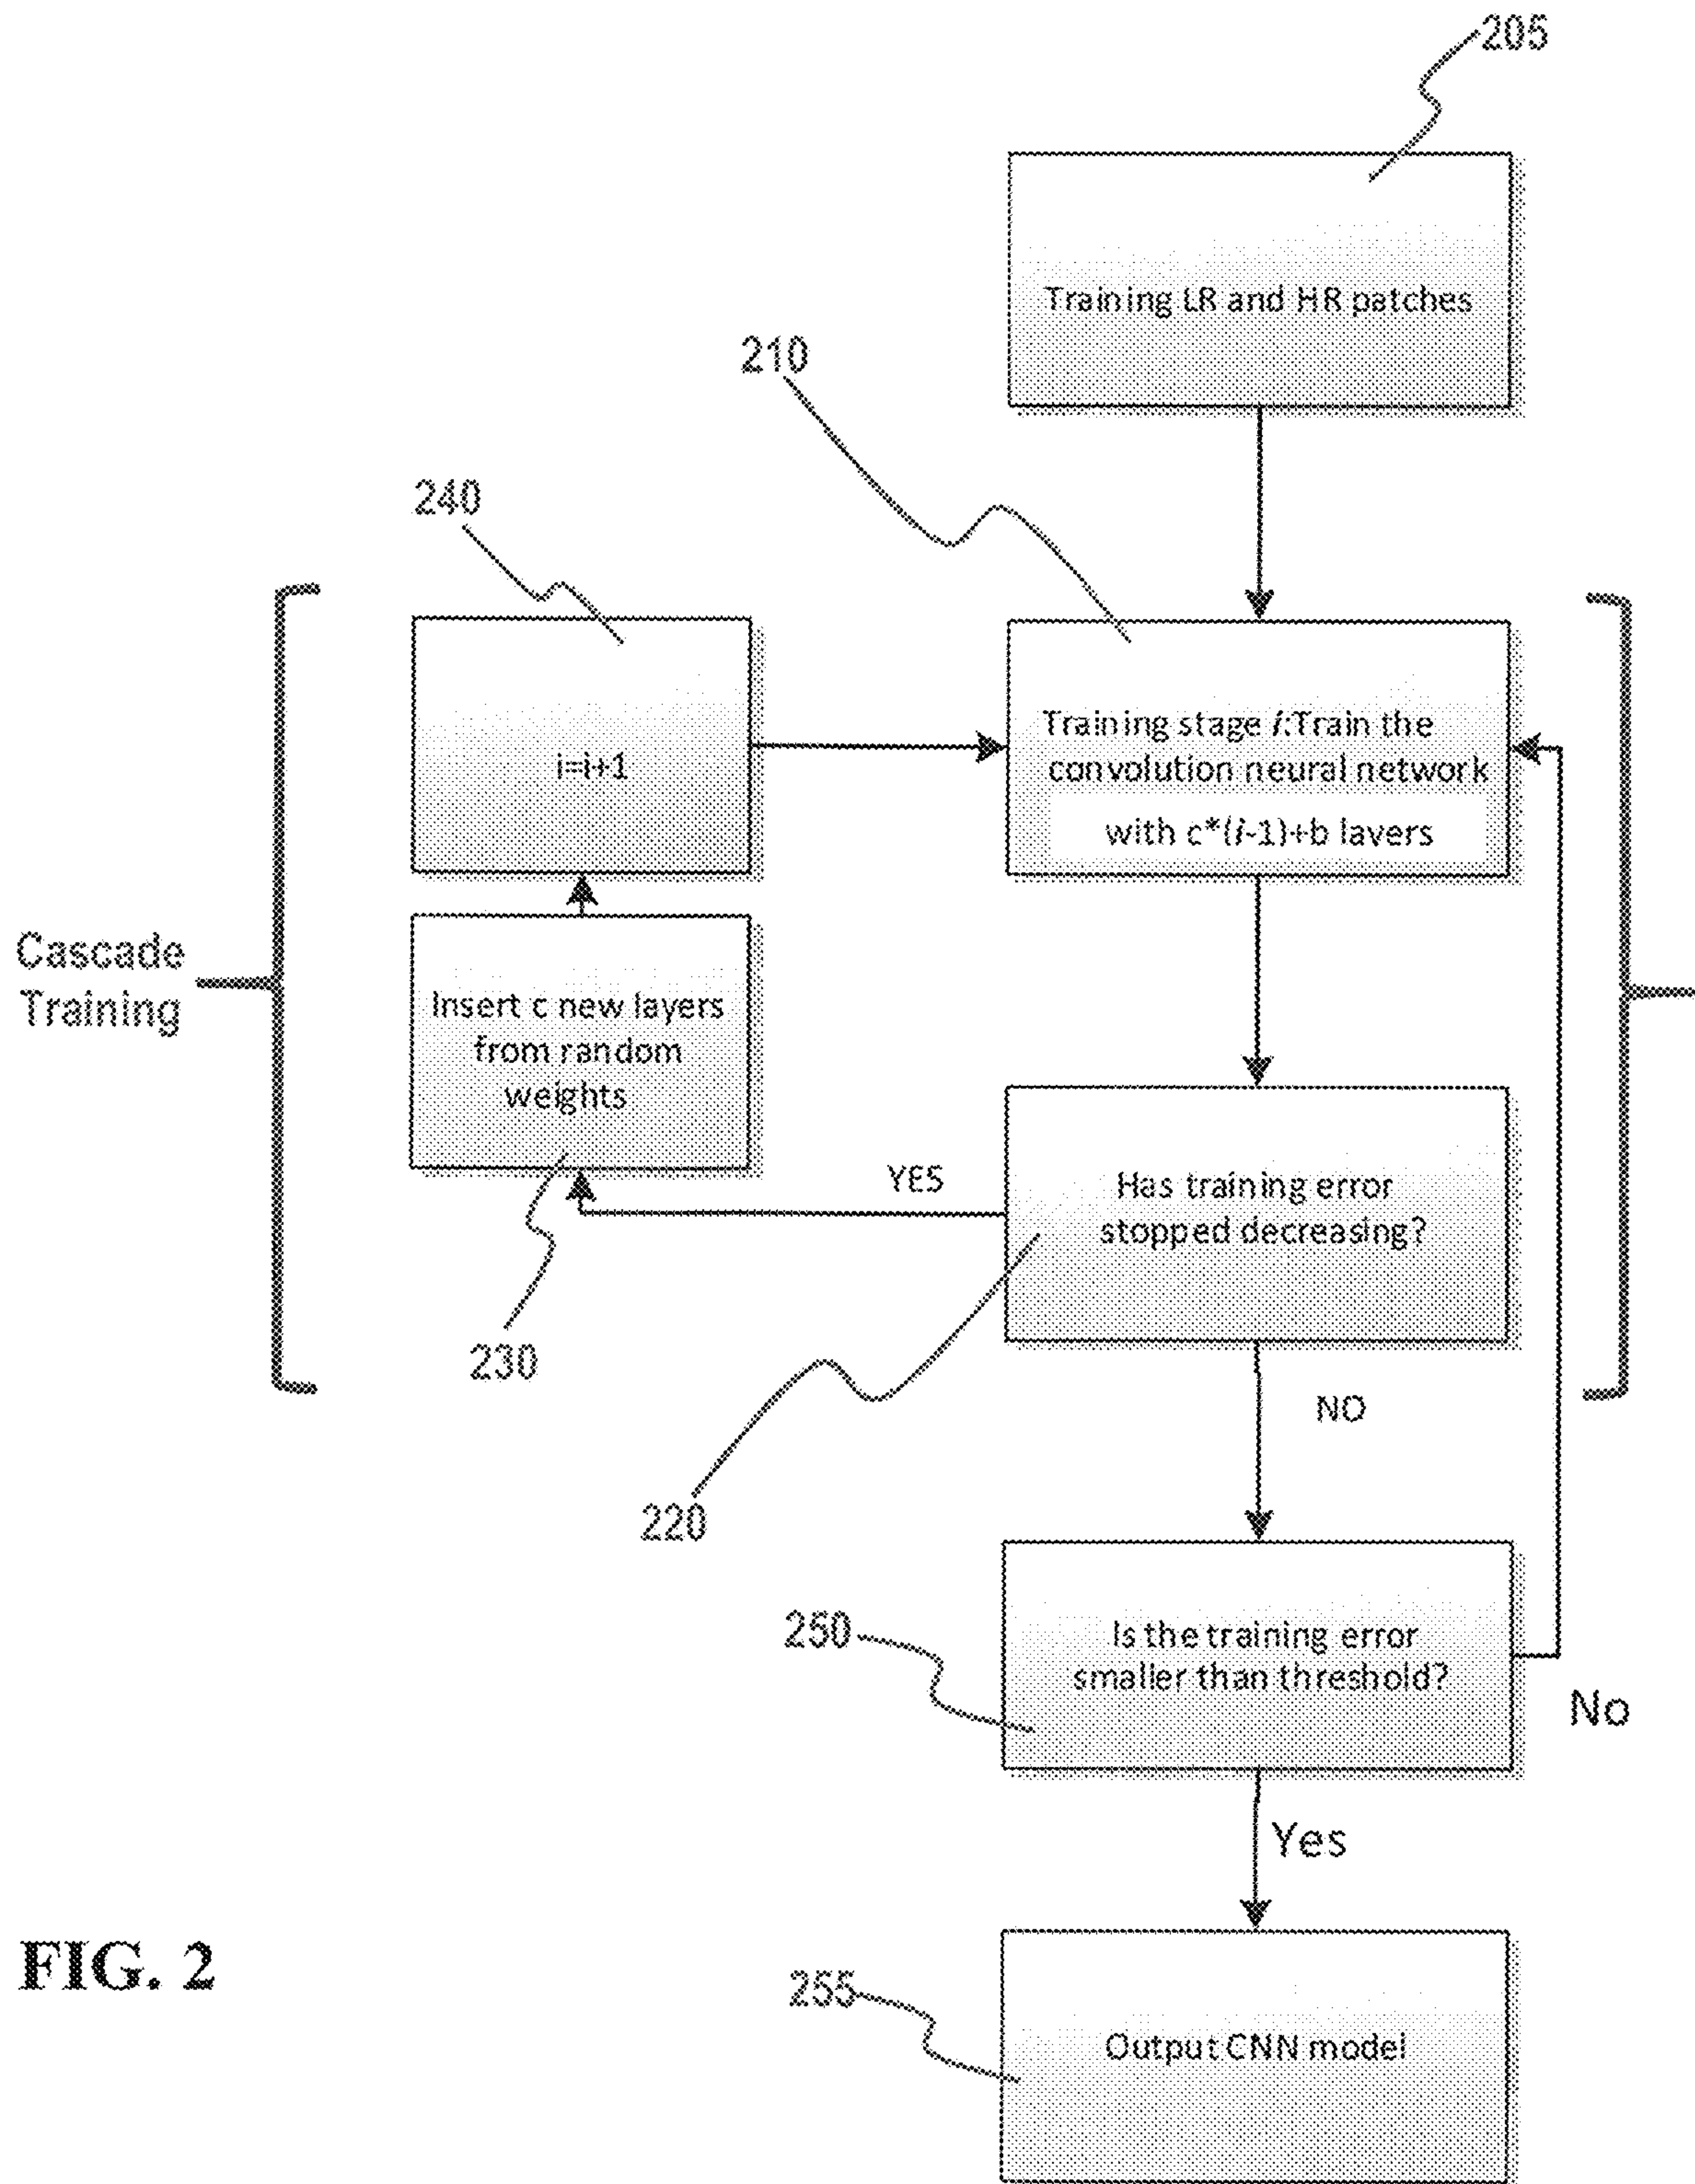 205
Training LR and HR patches
210
240
i=i+1
Training stage i:Train the
convolution neural network
with c*(i-1)+b lavers
Cascade
Training
Insert c new layers
from random
weights
YES
Has training error
stopped decreasing?
230
NO
220
250
Is the training error
smaller than threshold?
No
Yes
FIG. 2
255
Output CNN model